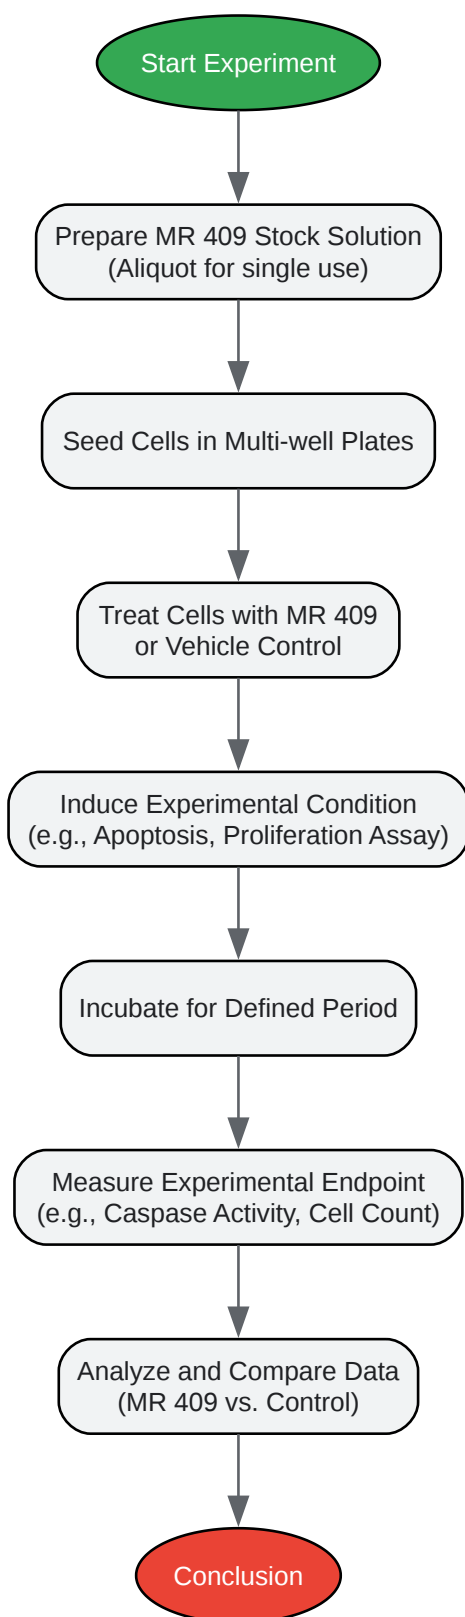 Start Experiment
Prepare MR 409 Stock Solution
(Aliquot for single use)
Seed Cells in Multi-well Plates
Treat Cells with MR 409
or Vehicle Control
Induce Experimental Condition
(e.g., Apoptosis, Proliferation Assay)
Incubate for Defined Period
Measure Experimental Endpoint
(e.g., Caspase Activity, Cell Count)
Analyze and Compare Data
(MR 409 vs. Control)
Conclusion